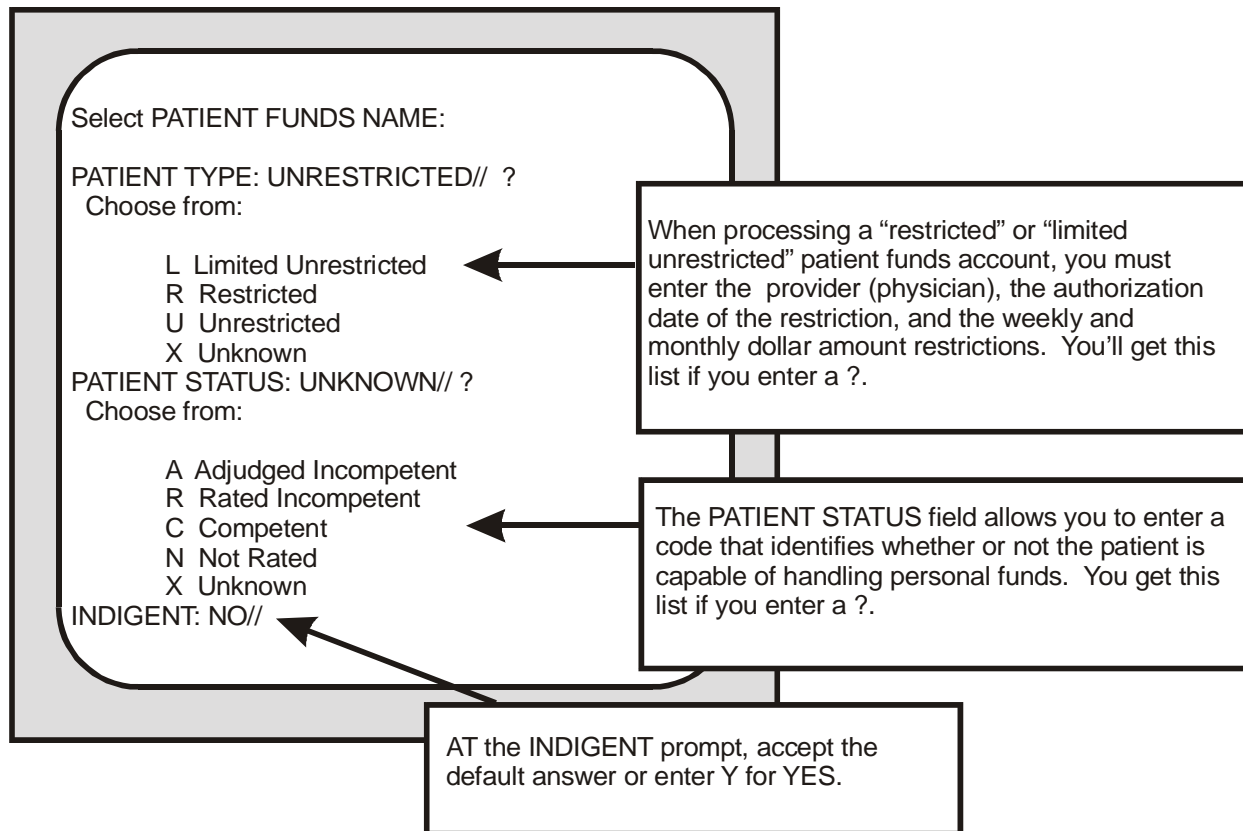 Select PATIENT FUNDS NAME:
PATIENT TYPE: UNRESTRICTED// ?
Choose from:
L Limited Unrestricted
R Restricted
U Unrestricted
X Unknown
PATIENT STATUS: UNKNOWN// ?
Choose from:
A Adjudged Incompetent
R Rated Incompetent
C Competent
N Not Rated
X Unknown
INDIGENT: NO//
When processing a “restricted” or “limited
unrestricted” patient funds account, you must
enter the provider (physician), the authorization
date of the restriction, and the weekly and
monthly dollar amount restrictions. You’ll get this
list if you enter a ?.
The PATIENT STATUS field allows you to enter a
code that identifies whether or not the patient is
capable of handling personal funds. You get this
list if you enter a ?.
AT the INDIGENT prompt, accept the
default answer or enter Y for YES.